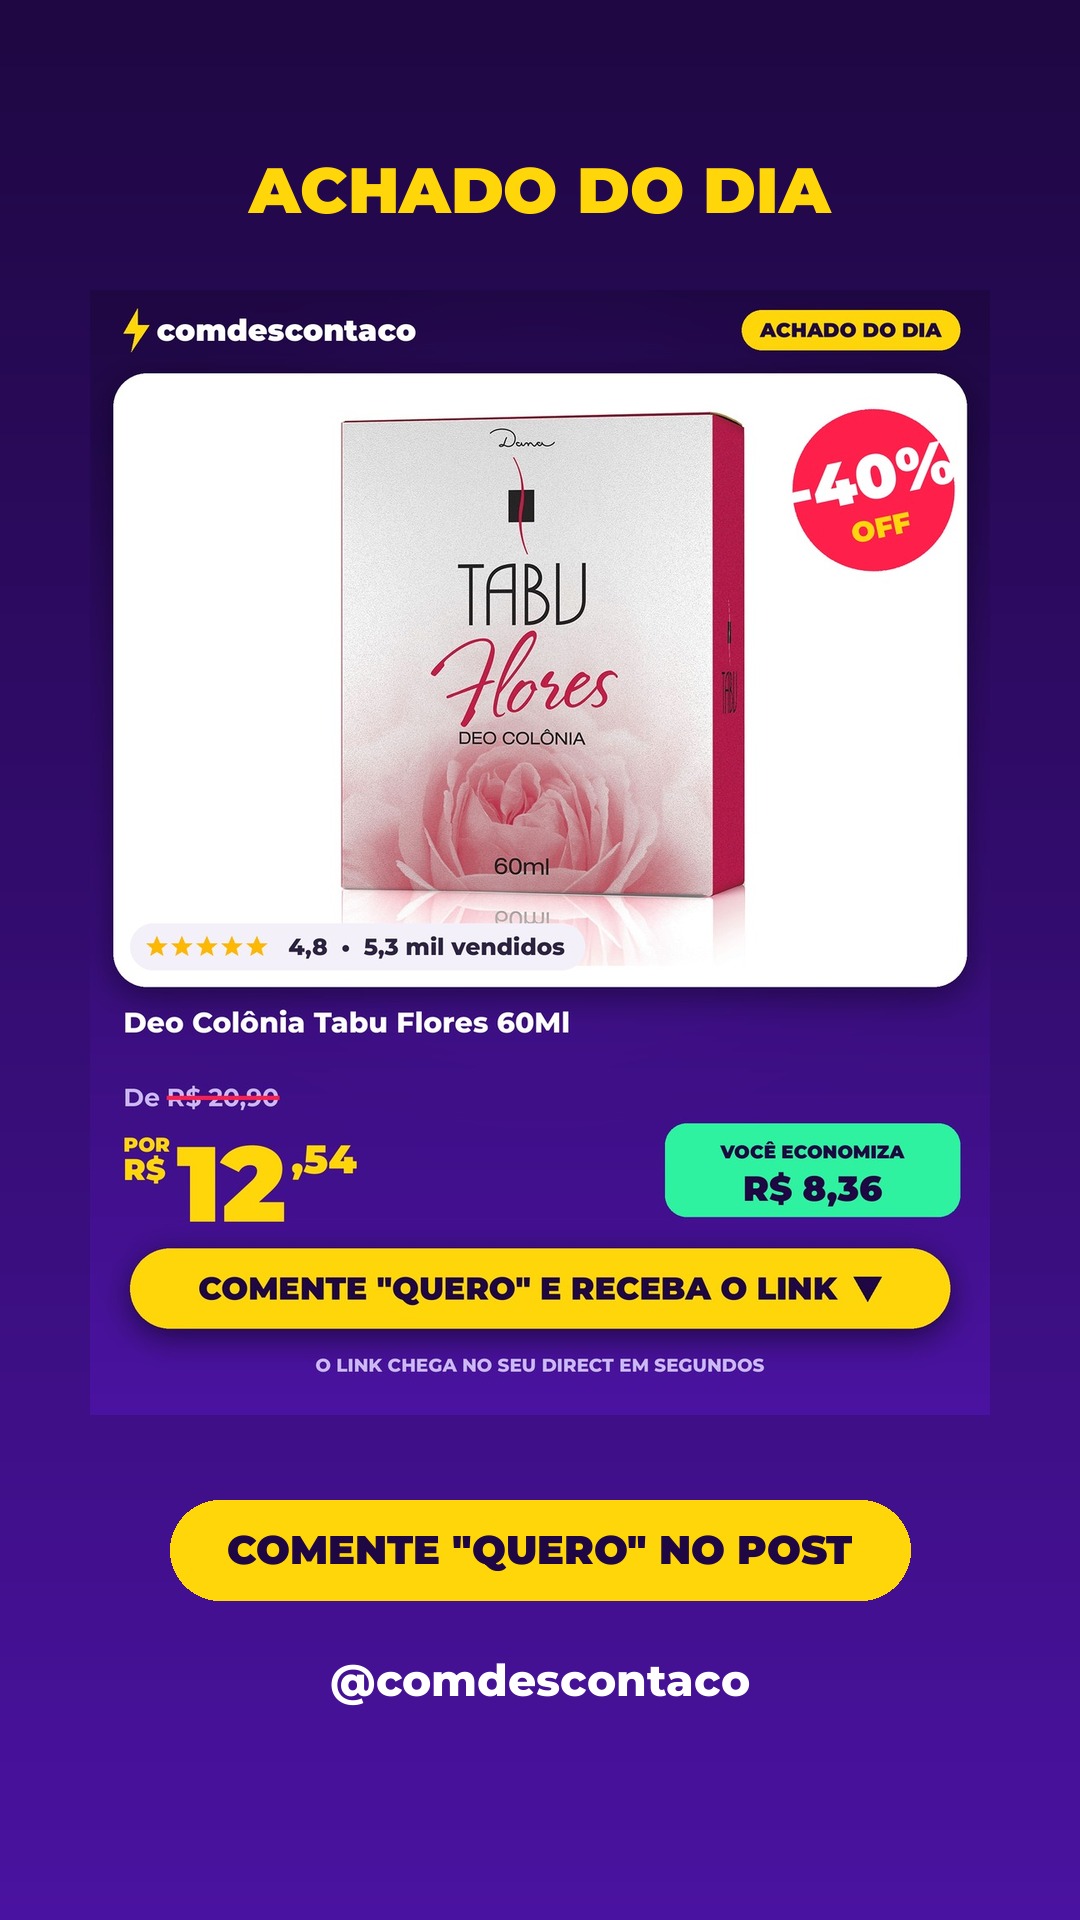 ACHADO DO DIA
comdescontaco
ACHADO DO DIA
-40%
OFF
Dana
TABU
Flores
DEO COLÔNIA
60ml
TABU
60ml
★★★★★ 4,8 • 5,3 mil vendidos
Deo Colônia Tabu Flores 60Ml
De R$ 20,90
POR
R$ 12,54
VOCÊ ECONOMIZA
R$ 8,36
COMENTE "QUERO" E RECEBA O LINK ▼
O LINK CHEGA NO SEU DIRECT EM SEGUNDOS
COMENTE "QUERO" NO POST
@comdescontaco